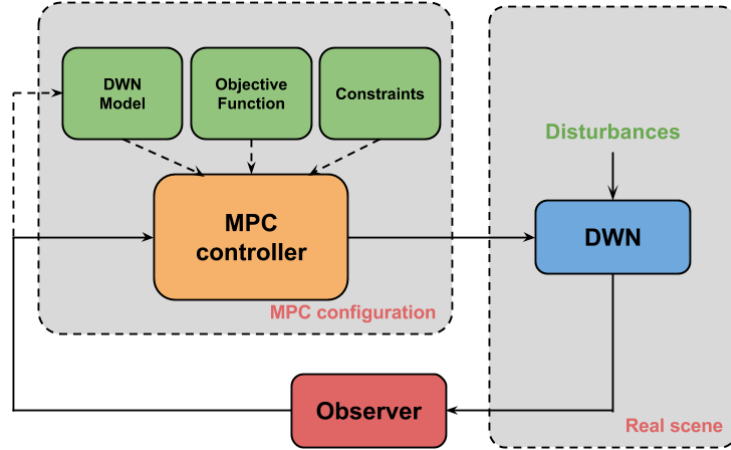 DWN
Model
Objective
Function
Constraints
Disturbances
MPC
controller
DWN
MPC configuration
Observer
Real scene